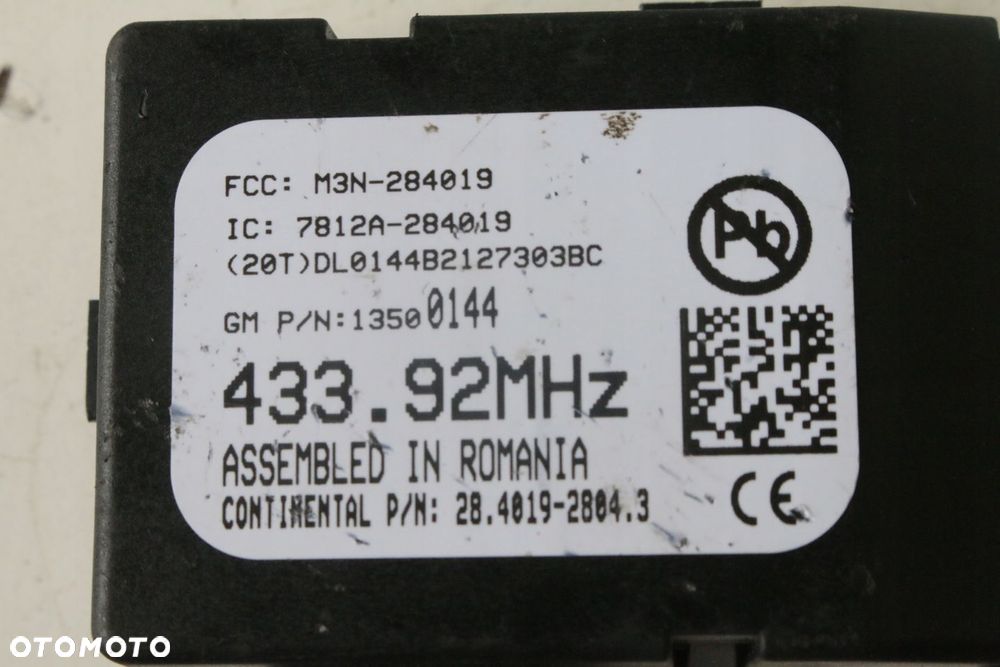 FCC: M3N-284019
IC: 7812A-284019
(20T)DL0144B2127303BC
GM P/N:13500144
433.92MHz
ASSEMBLED IN ROMANIA
CONTINENTAL P/N: 28.4019-2804.3
Pb
CE
OTOMOTO